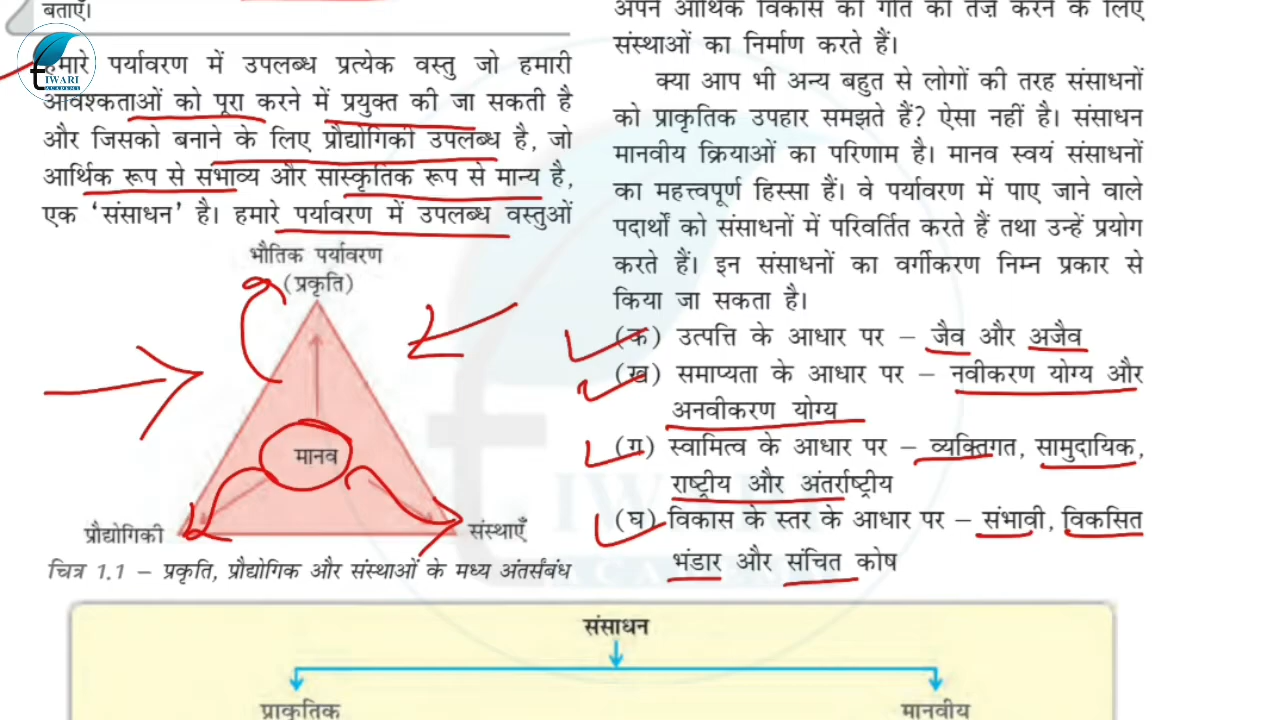 बताएँ।
TIWARI
ACADEMY
हमारे पर्यावरण में उपलब्ध प्रत्येक वस्तु जो हमारी
आवश्कताओं को पूरा करने में प्रयुक्त की जा सकती है
और जिसको बनाने के लिए प्रौद्योगिकी उपलब्ध है, जो
आर्थिक रूप से संभाव्य और सांस्कृतिक रूप से मान्य है,
एक ‘संसाधन’ है। हमारे पर्यावरण में उपलब्ध वस्तुओं
भौतिक पर्यावरण
(प्रकृति)
मानव
प्रौद्योगिकी
संस्थाएँ
चित्र 1.1 – प्रकृति, प्रौद्योगिक और संस्थाओं के मध्य अंतर्संबंध
अपने आर्थिक विकास की गति को तेज़ करने के लिए
संस्थाओं का निर्माण करते हैं।
क्या आप भी अन्य बहुत से लोगों की तरह संसाधनों
को प्राकृतिक उपहार समझते हैं? ऐसा नहीं है। संसाधन
मानवीय क्रियाओं का परिणाम है। मानव स्वयं संसाधनों
का महत्त्वपूर्ण हिस्सा हैं। वे पर्यावरण में पाए जाने वाले
पदार्थों को संसाधनों में परिवर्तित करते हैं तथा उन्हें प्रयोग
करते हैं। इन संसाधनों का वर्गीकरण निम्न प्रकार से
किया जा सकता है।
(क) उत्पत्ति के आधार पर – जैव और अजैव
(ख) समाप्यता के आधार पर – नवीकरण योग्य और
अनवीकरण योग्य
(ग) स्वामित्व के आधार पर – व्यक्तिगत, सामुदायिक,
राष्ट्रीय और अंतर्राष्ट्रीय
(घ) विकास के स्तर के आधार पर – संभावी, विकसित
भंडार और संचित कोष
संसाधन
प्राकृतिक
मानवीय